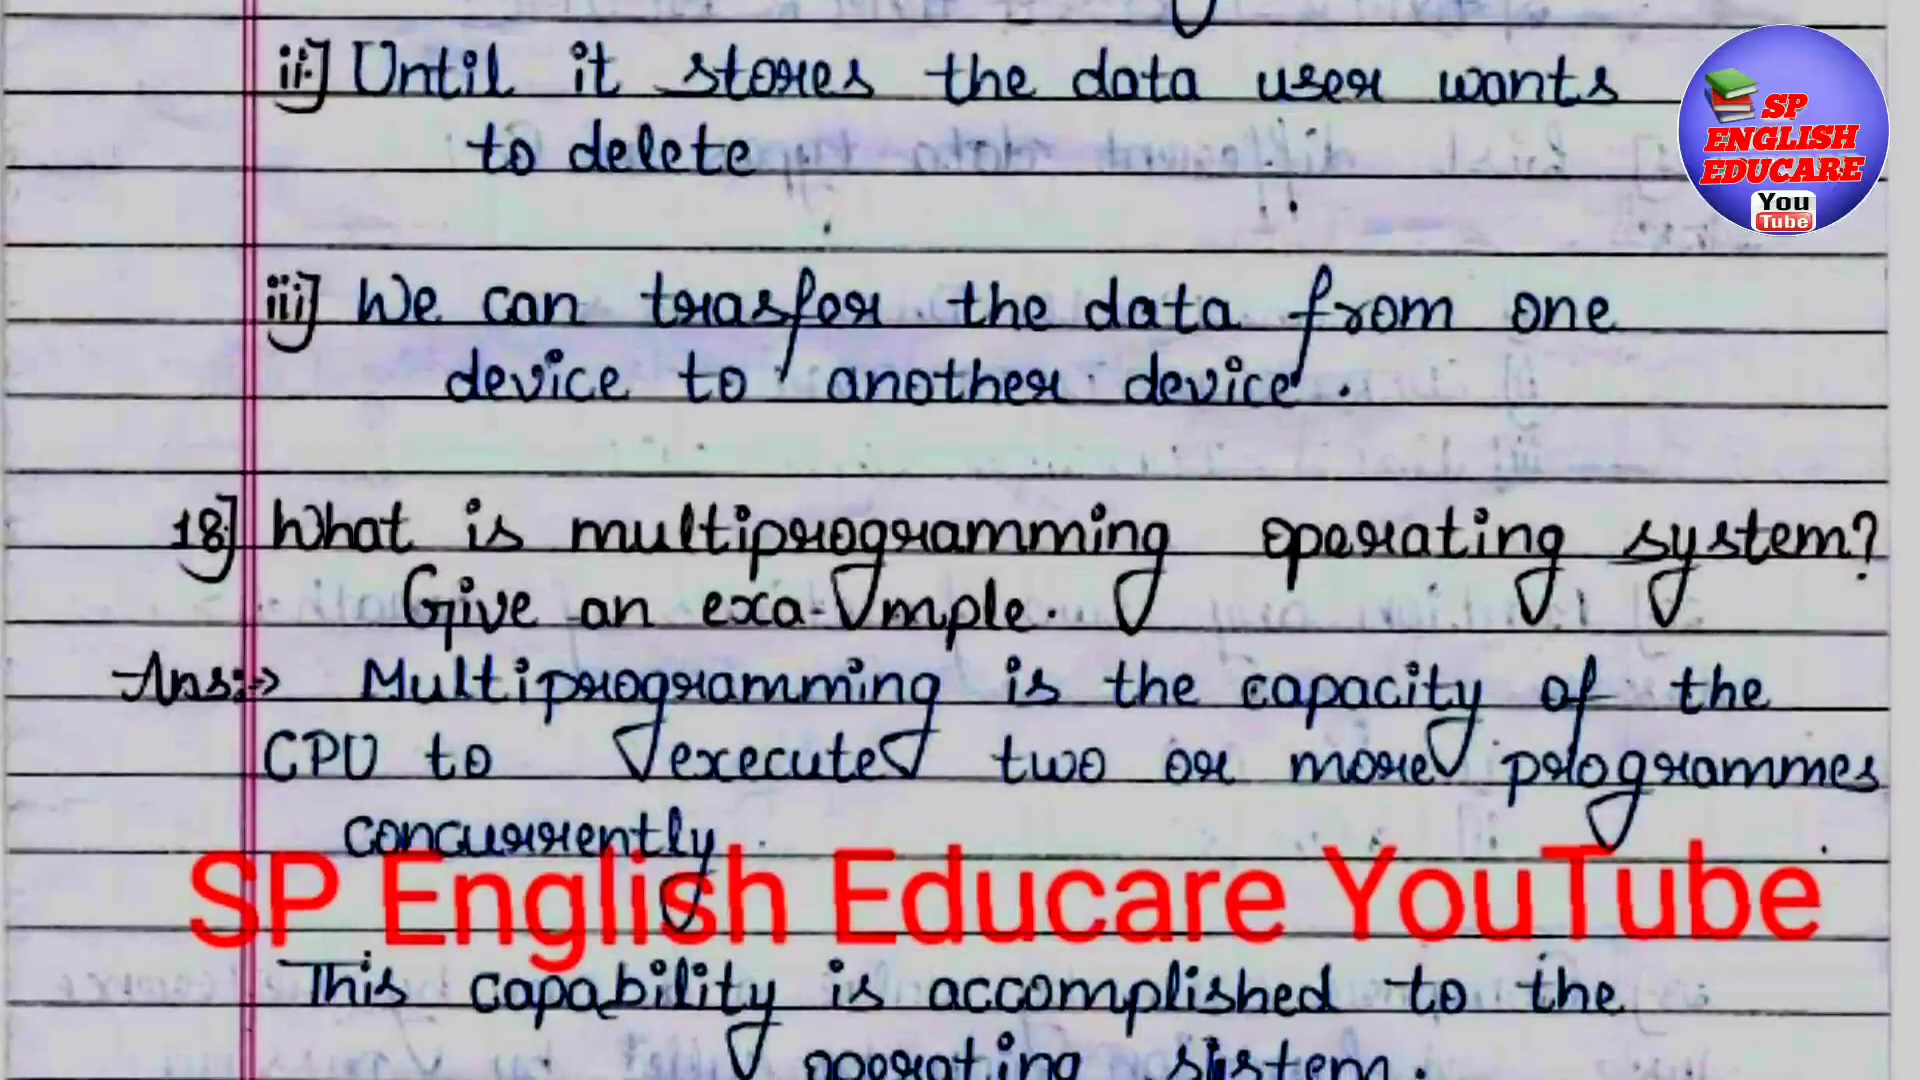 ii] Until it stores the data user wants
to delete
iii] We can trasfer the data from one
device to another device.
18] What is multiprogramming operating system?
Give an exa-mple.
Ans:-> Multiprogramming is the capacity of the
CPU to execute two or more programmes
concurrently.
SP English Educare YouTube
This capability is accomplished to the
operating sistem.
SP
ENGLISH
EDUCARE
You
Tube